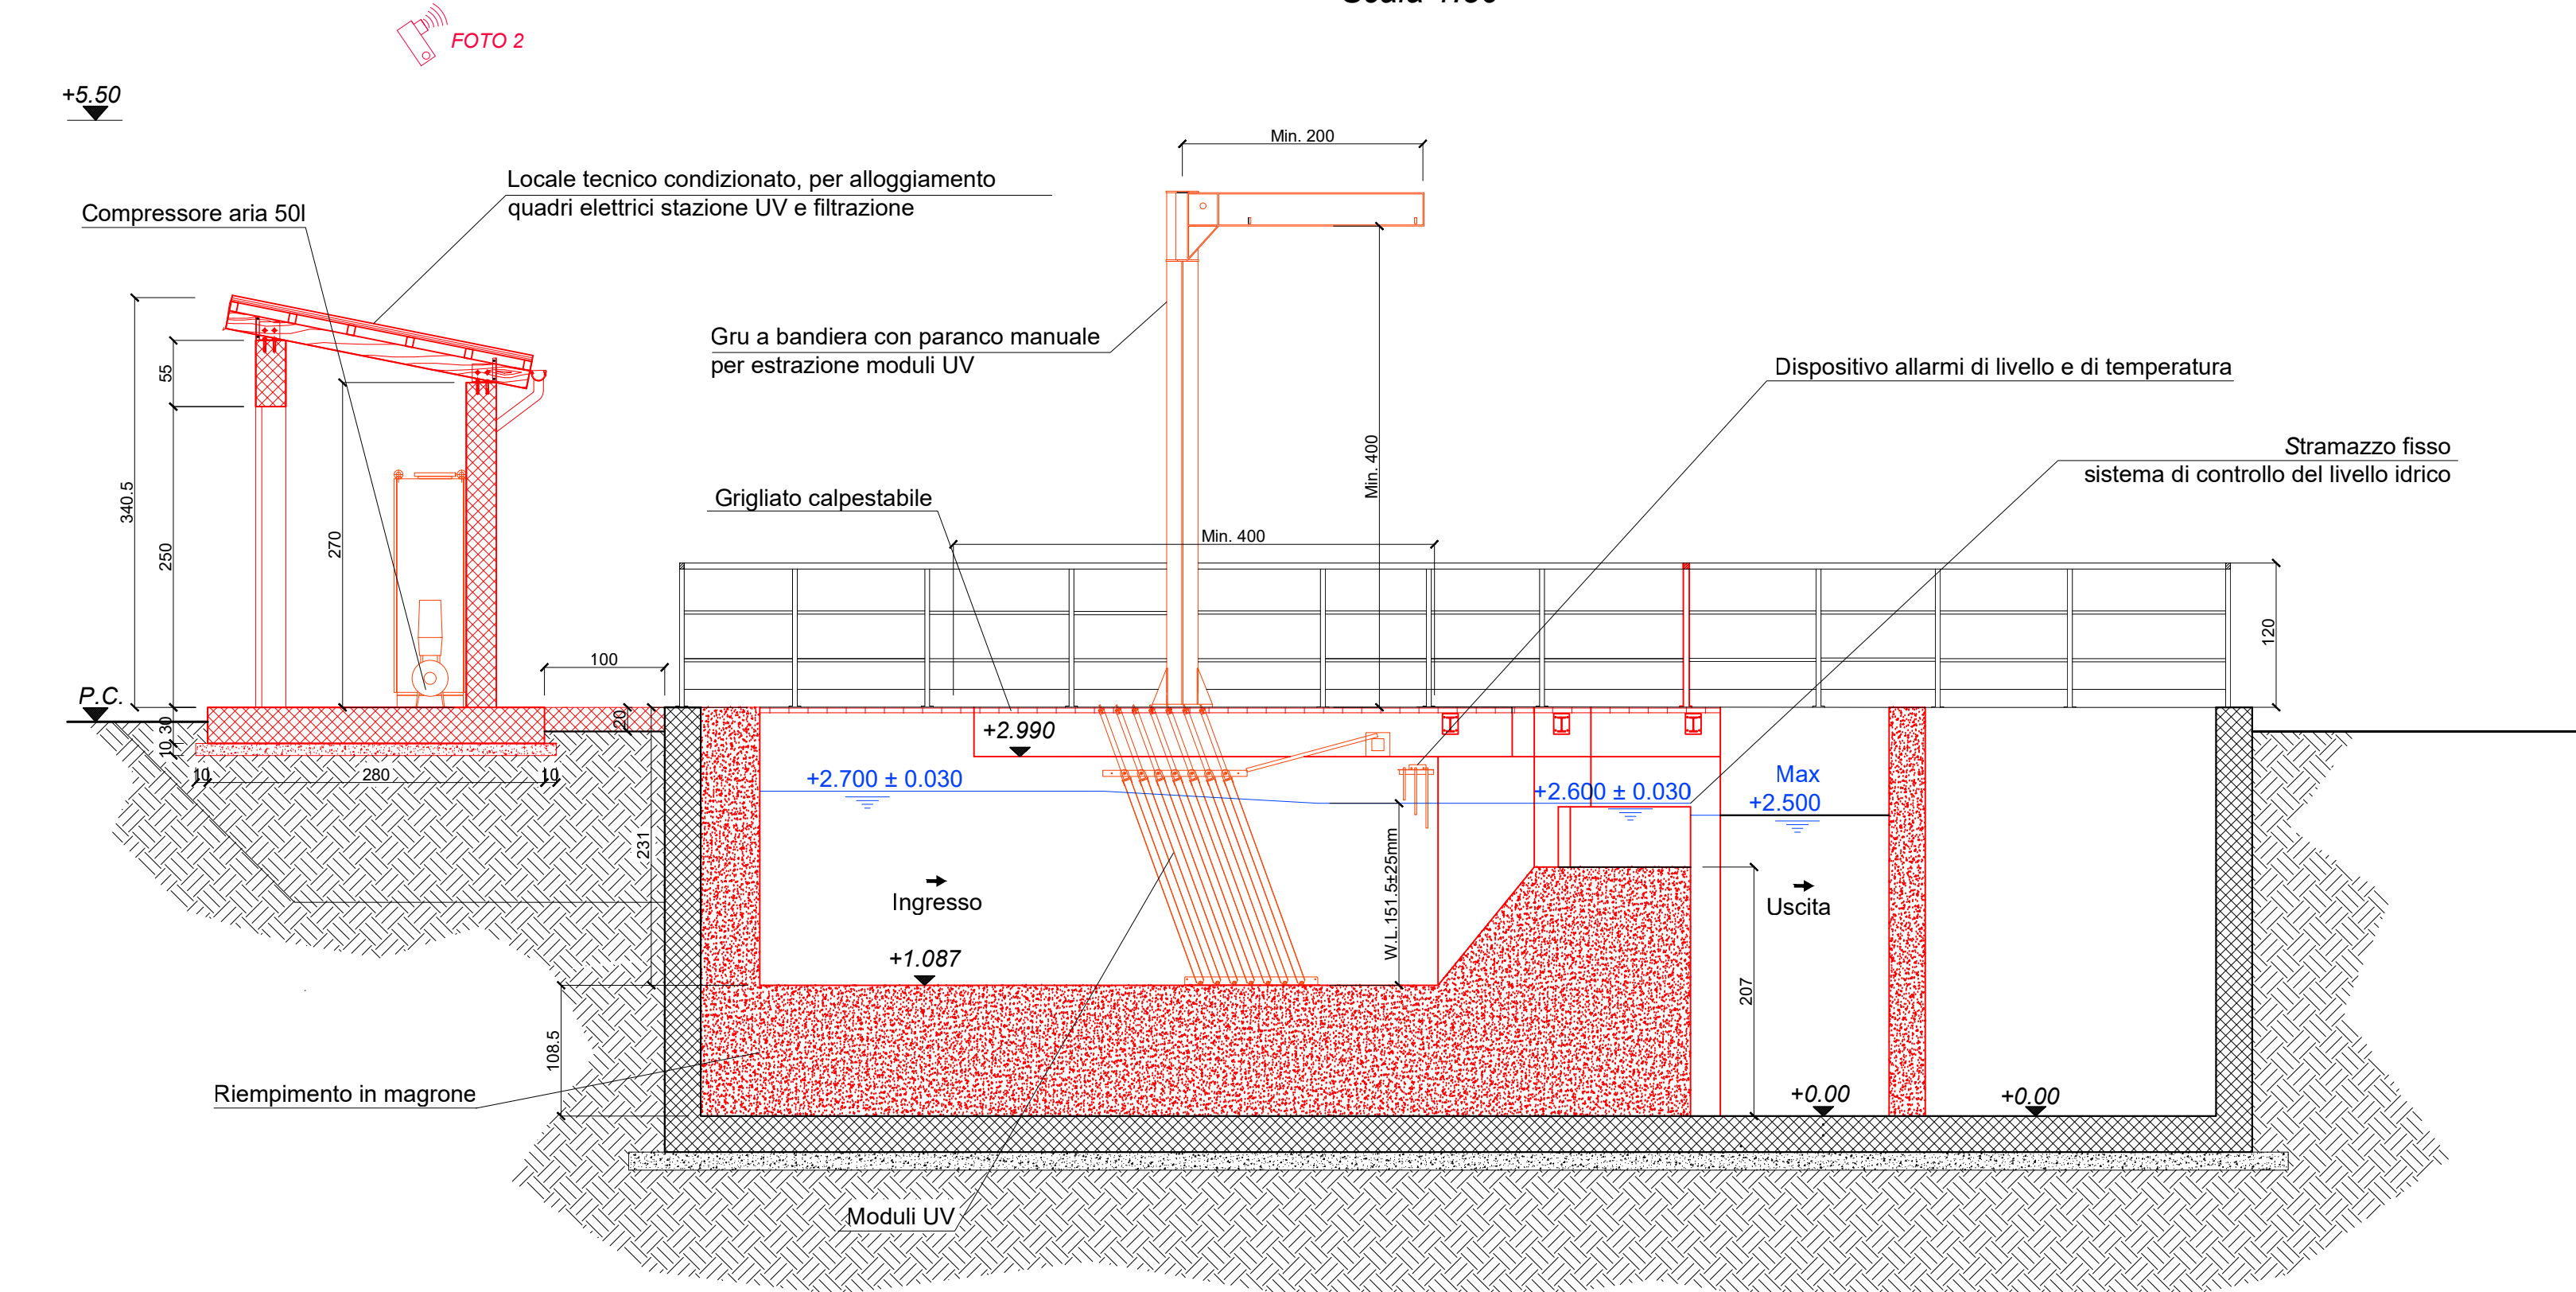 FOTO 2
+5.50
Min. 200
Locale tecnico condizionato, per alloggiamento
quadri elettrici stazione UV e filtrazione
Compressore aria 50l
Gru a bandiera con paranco manuale
per estrazione moduli UV
Dispositivo allarmi di livello e di temperatura
Stramazzo fisso
sistema di controllo del livello idrico
Grigliato calpestabile
Min. 400
Min. 400
340.5
55
250
270
120
100
P.C.
30
10
20
10
280
10
+2.990
+2.700 ± 0.030
+2.600 ± 0.030
Max
+2.500
231
W.L.151.5±25mm
Ingresso
Uscita
+1.087
207
108.5
Riempimento in magrone
+0.00
+0.00
Moduli UV